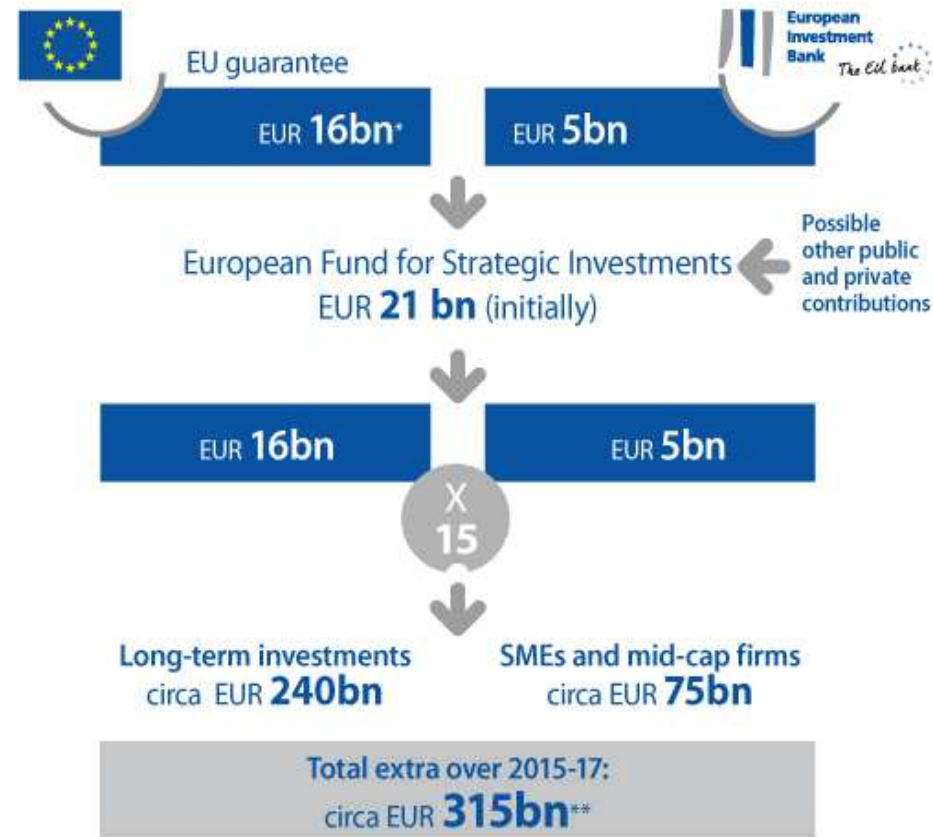 European
Investment
Bank
The EU bank
EU guarantee
EUR 16bn*
EUR 5bn
Possible
other public
and private
contributions
European Fund for Strategic Investments
EUR 21 bn (initially)
EUR 16bn
EUR 5bn
X
15
Long-term investments
circa EUR 240bn
SMEs and mid-cap firms
circa EUR 75bn
Total extra over 2015-17:
circa EUR 315bn**